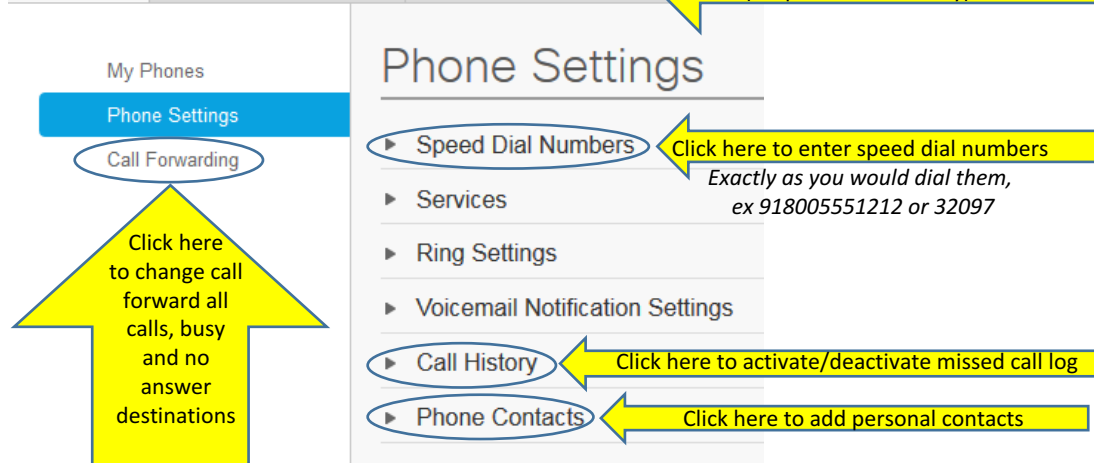 My Phones
Phone Settings
Call Forwarding
Click here
to change call
forward all
calls, busy
and no
answer
destinations
Phone Settings
Speed Dial Numbers
Click here to enter speed dial numbers
Exactly as you would dial them,
ex 918005551212 or 32097
Services
Ring Settings
Voicemail Notification Settings
Call History
Click here to activate/deactivate missed call log
Phone Contacts
Click here to add personal contacts